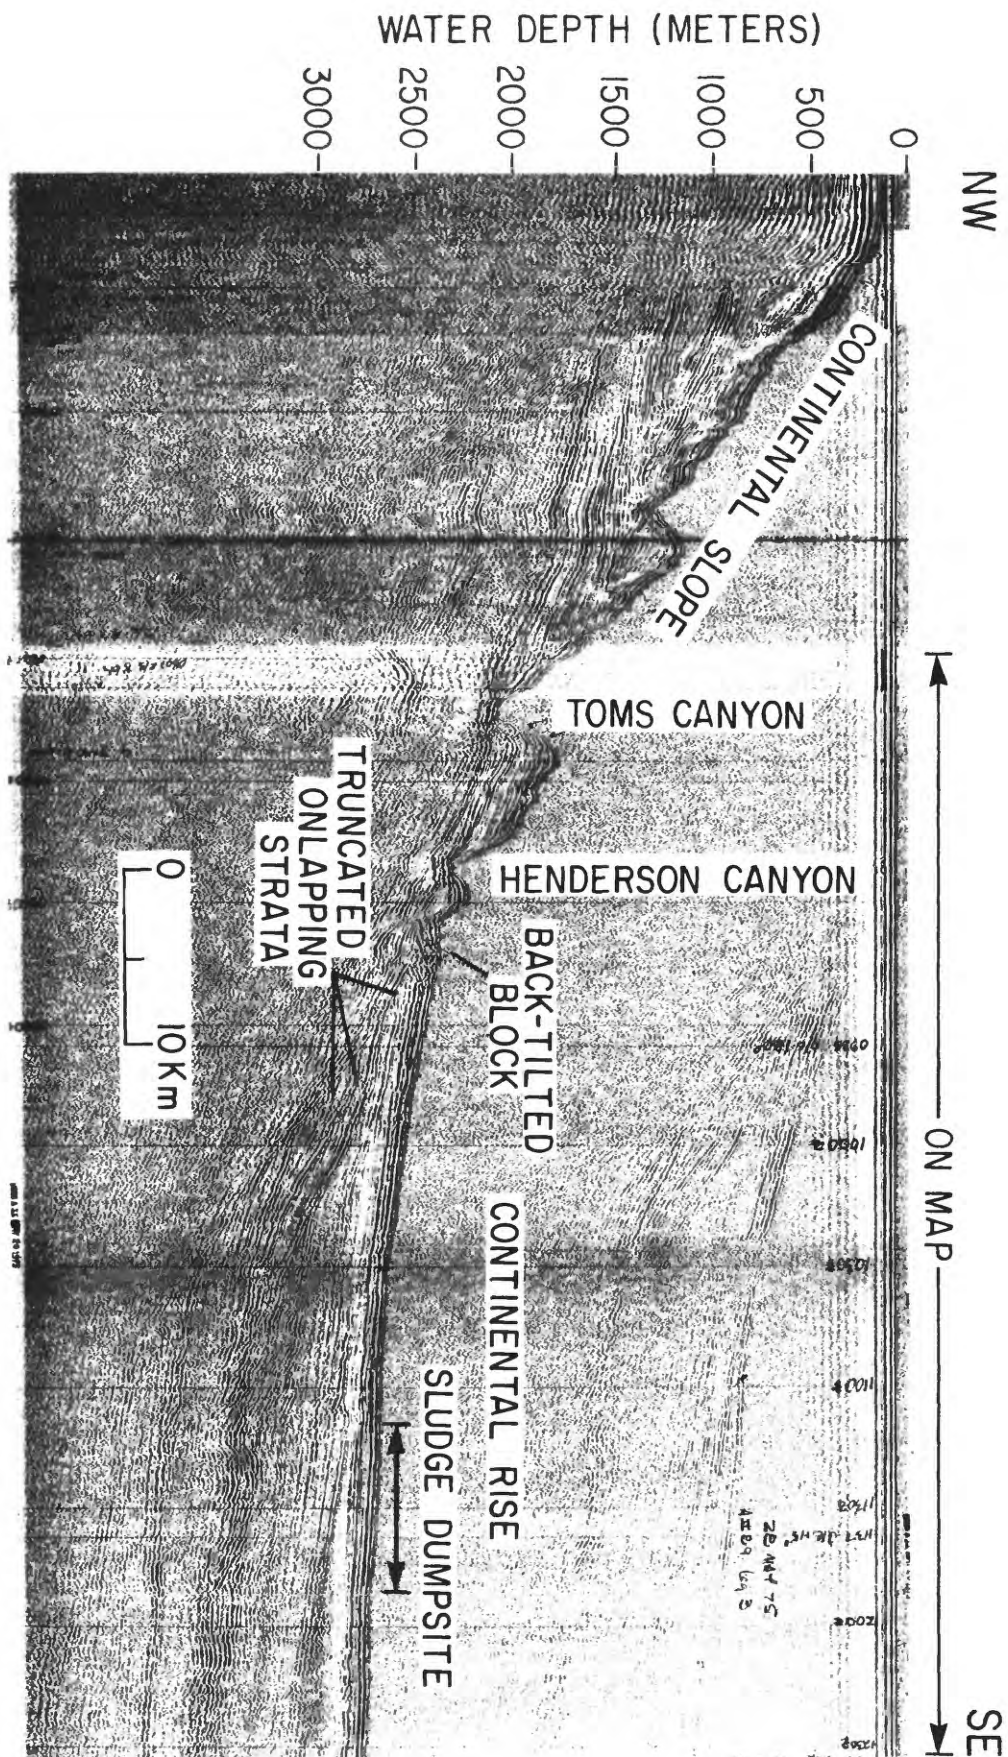 NW
SE
ON MAP
WATER DEPTH (METERS)
0
500
1000
1500
2000
2500
3000
CONTINENTAL SLOPE
TOMS CANYON
HENDERSON CANYON
BACK-TILTED
BLOCK
TRUNCATED
ONLAPPING
STRATA
CONTINENTAL RISE
SLUDGE DUMPSITE
0
10 Km